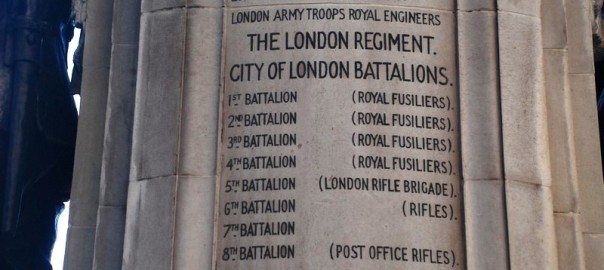 LONDON ARMY TROOPS ROYAL ENGINEERS
THE LONDON REGIMENT.
CITY OF LONDON BATTALIONS.
1ST BATTALION (ROYAL FUSILIERS).
2ND BATTALION (ROYAL FUSILIERS).
3RD BATTALION (ROYAL FUSILIERS).
4TH BATTALION (ROYAL FUSILIERS).
5TH BATTALION (LONDON RIFLE BRIGADE).
6TH BATTALION (RIFLES).
7TH BATTALION
8TH BATTALION (POST OFFICE RIFLES).